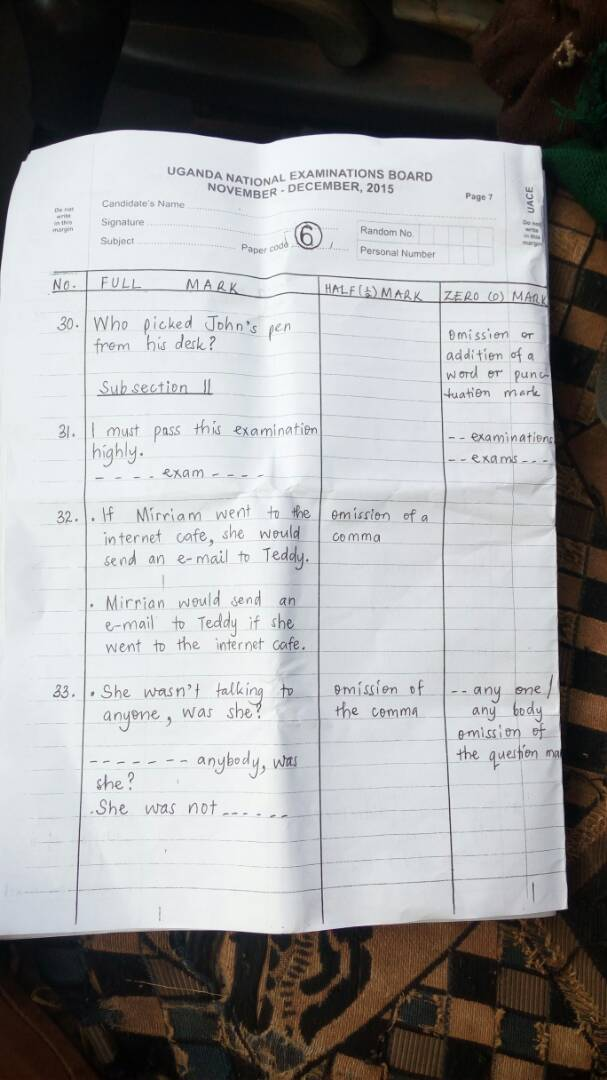 UGANDA NATIONAL EXAMINATIONS BOARD
NOVEMBER - DECEMBER, 2015
Page 7
UACE
Do not
write
in this
margin
Do not
write
in this
margin
Candidate's Name
Signature
Subject
Paper code 6 /
Random No.
Personal Number
No. FULL MARK HALF (½) MARK ZERO (0) MARK
30. Who picked John's pen
from his desk?
Omission or
addition of a
word or punc-
tuation mark
Subsection II
31. I must pass this examination
highly.
- - - - exam - - - -
-- examinations
-- exams - - -
32. . If Mirriam went to the
internet cafe, she would
send an e-mail to Teddy.
omission of a
comma
. Mirrian would send an
e-mail to Teddy if she
went to the internet cafe.
33. . She wasn't talking to
anyone, was she?
omission of
the comma
-- any one /
any body
omission of
the question ma
- - - - - - - anybody, was
she?
.She was not - - - - - -